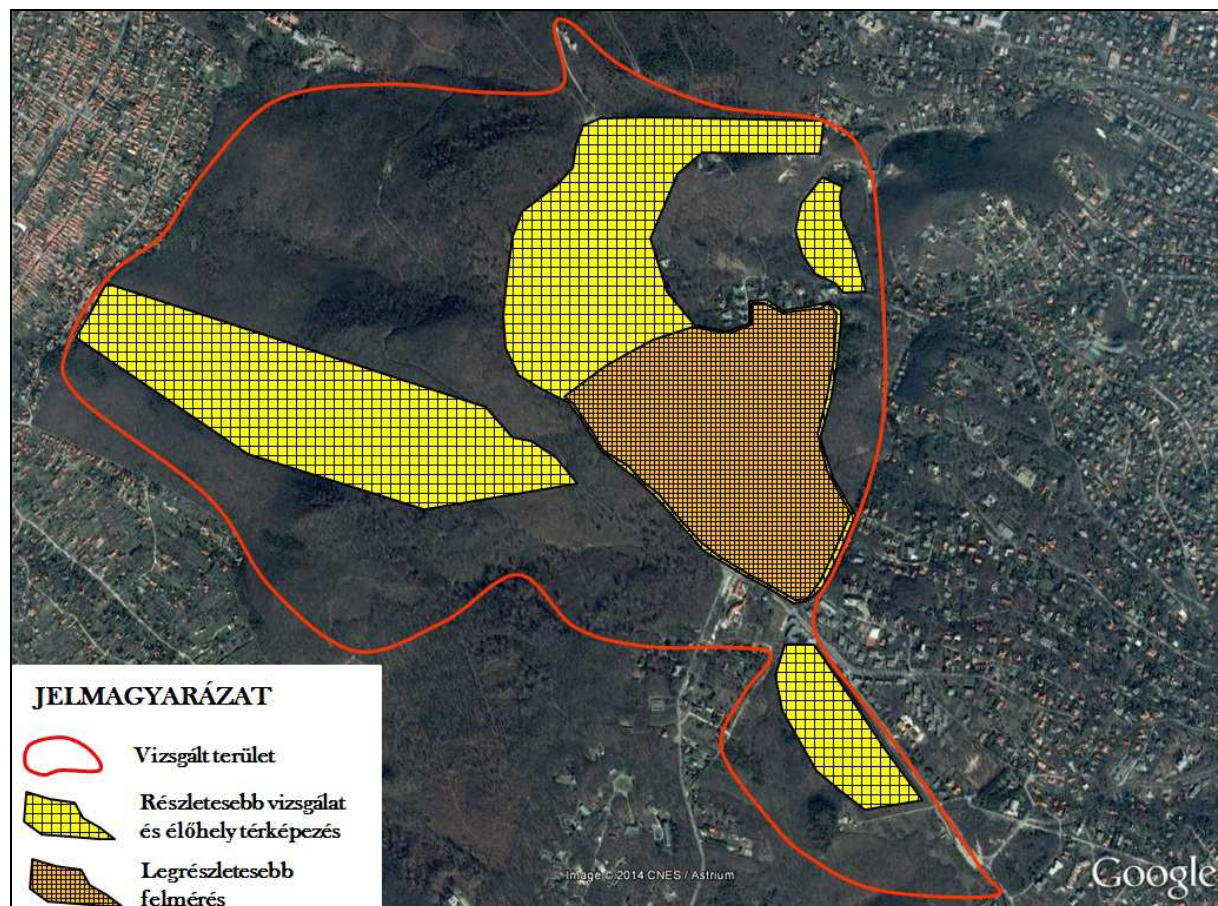 JELMAGYARÁZAT
Vizsgált terület
Részletesebb vizsgálat
és élőhely térképezés
Legrészletesebb
felmérés
Image © 2014 CNES / Astrium
Google